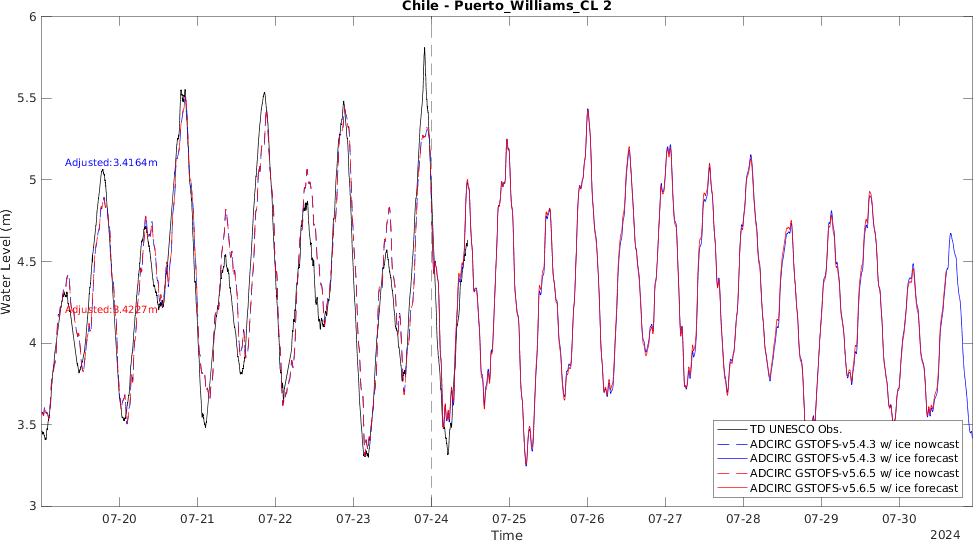 Chile - Puerto_Williams_CL 2
6
5.5
5
4.5
4
3.5
3
Water Level (m)
Adjusted:3.4164m
Adjusted:3.4227m
TD UNESCO Obs.
ADCIRC GSTOFS-v5.4.3 w/ ice nowcast
ADCIRC GSTOFS-v5.4.3 w/ ice forecast
ADCIRC GSTOFS-v5.6.5 w/ ice nowcast
ADCIRC GSTOFS-v5.6.5 w/ ice forecast
07-20 07-21 07-22 07-23 07-24 07-25 07-26 07-27 07-28 07-29 07-30
Time
2024